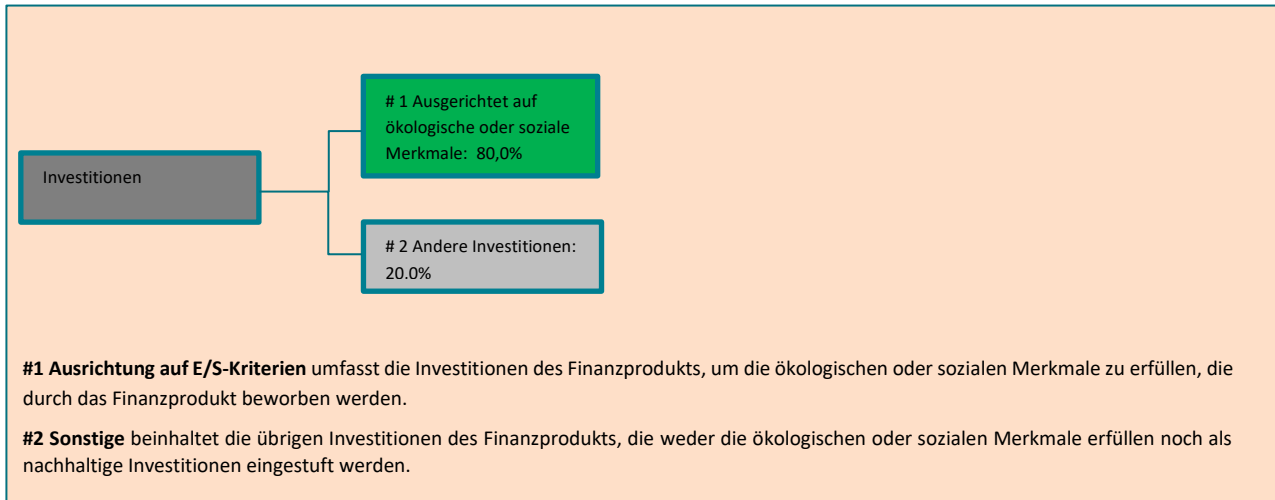 # 1 Ausgerichtet auf
ökologische oder soziale
Merkmale:  80,0%
Investitionen
# 2 Andere Investitionen:
20.0%
#1 Ausrichtung auf E/S-Kriterien umfasst die Investitionen des Finanzprodukts, um die ökologischen oder sozialen Merkmale zu erfüllen, die
durch das Finanzprodukt beworben werden.
#2 Sonstige beinhaltet die übrigen Investitionen des Finanzprodukts, die weder die ökologischen oder sozialen Merkmale erfüllen noch als
nachhaltige Investitionen eingestuft werden.